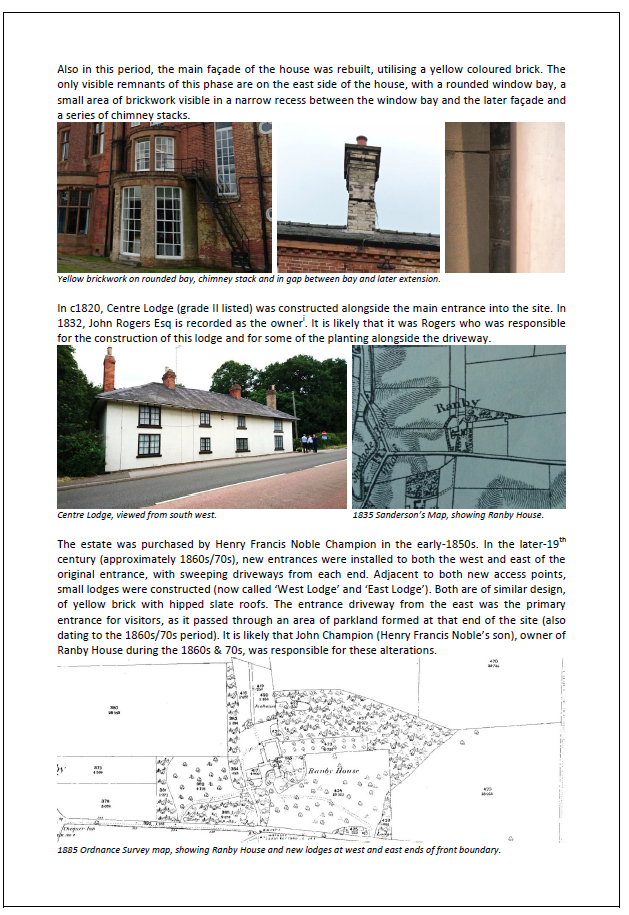 Also in this period, the main façade of the house was rebuilt, utilising a yellow coloured brick. The
only visible remnants of this phase are on the east side of the house, with a rounded window bay, a
small area of brickwork visible in a narrow recess between the window bay and the later façade and
a series of chimney stacks.
Yellow brickwork on rounded bay, chimney stack and in gap between bay and later extension.
In c1820, Centre Lodge (grade II listed) was constructed alongside the main entrance into the site. In
1832, John Rogers Esq is recorded as the owneri. It is likely that it was Rogers who was responsible
for the construction of this lodge and for some of the planting alongside the driveway.
Ranby
Centre Lodge, viewed from south west.
1835 Sanderson's Map, showing Ranby House.
The estate was purchased by Henry Francis Noble Champion in the early-1850s. In the later-19th
century (approximately 1860s/70s), new entrances were installed to both the west and east of the
original entrance, with sweeping driveways from each end. Adjacent to both new access points,
small lodges were constructed (now called 'West Lodge' and 'East Lodge'). Both are of similar design,
of yellow brick with hipped slate roofs. The entrance driveway from the east was the primary
entrance for visitors, as it passed through an area of parkland formed at that end of the site (also
dating to the 1860s/70s period). It is likely that John Champion (Henry Francis Noble's son), owner of
Ranby House during the 1860s & 70s, was responsible for these alterations.
Ranby House
Chequer Inn
1885 Ordnance Survey map, showing Ranby House and new lodges at west and east ends of front boundary.